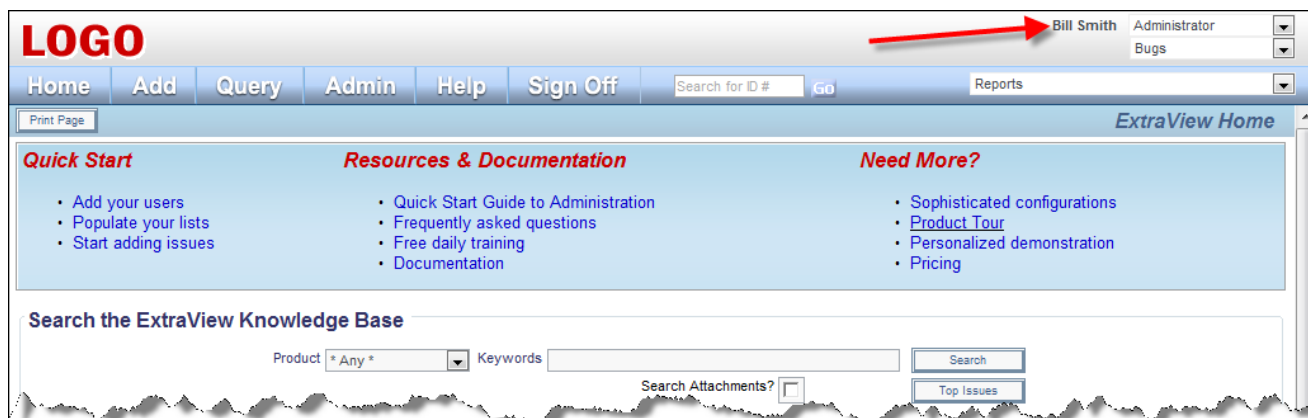 LOGO
Bill Smith Administrator
Bugs
Home Add Query Admin Help Sign Off Search for ID # Go Reports
Print Page ExtraView Home
Quick Start Resources & Documentation Need More?
• Add your users • Quick Start Guide to Administration • Sophisticated configurations
• Populate your lists • Frequently asked questions • Product Tour
• Start adding issues • Free daily training • Personalized demonstration
• Documentation • Pricing
Search the ExtraView Knowledge Base
Product * Any * Keywords Search
Search Attachments? Top Issues